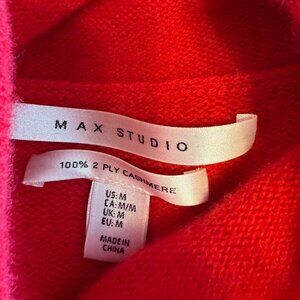 MAX STUDIO
100% 2 PLY CASHMERE
US: M
CA: M/M
UK: M
EU: M
MADE IN
CHINA